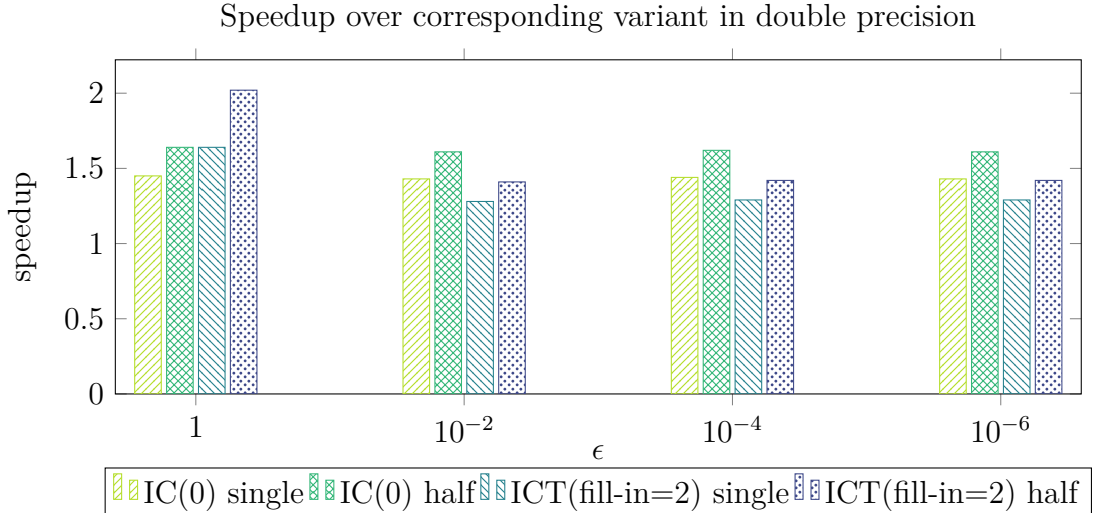 Speedup over corresponding variant in double precision
2
1.5
1
0.5
0
speedup
1 10⁻² 10⁻⁴ 10⁻⁶
ϵ
IC(0) single IC(0) half ICT(fill-in=2) single ICT(fill-in=2) half